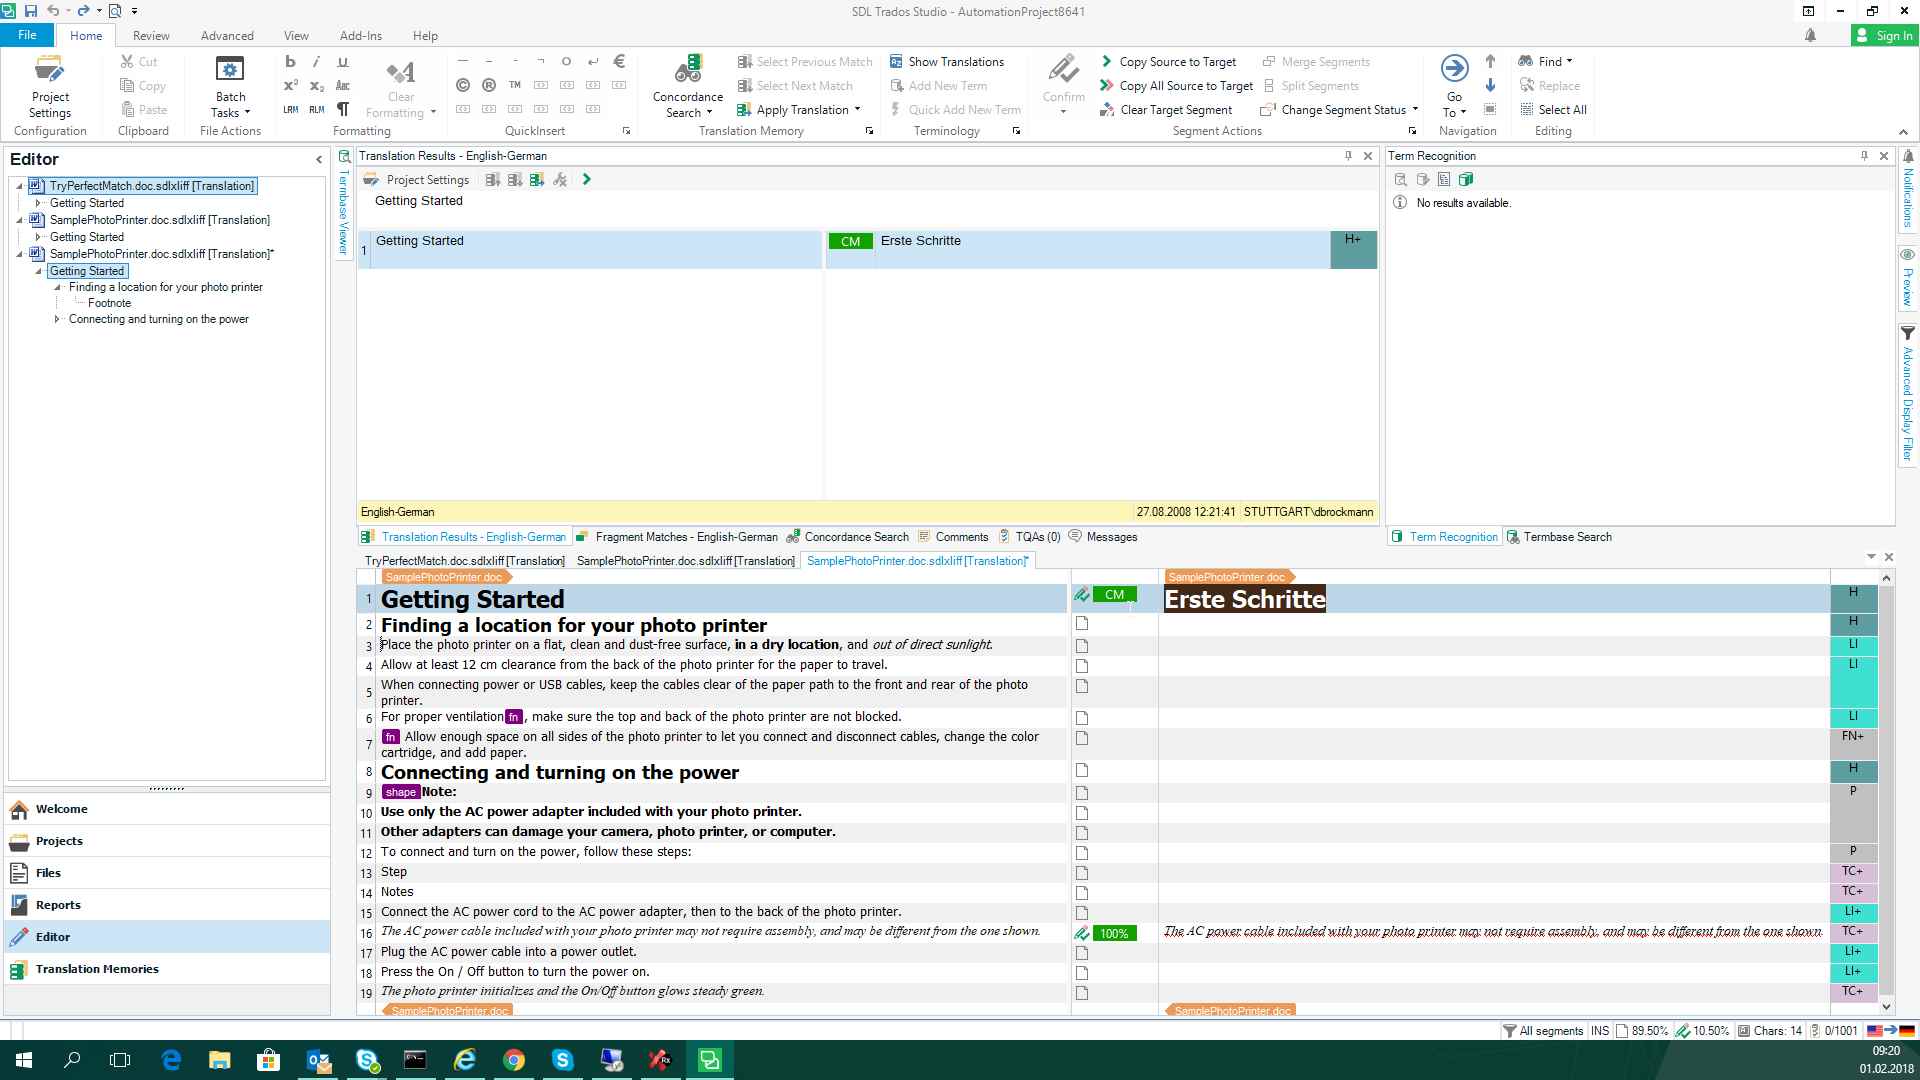 SDL Trados Studio - AutomationProject8641
File Home Review Advanced View Add-Ins Help
Sign In
Project Settings
Configuration
Cut
Copy
Paste
Clipboard
Batch Tasks
File Actions
b i u
x² x₂ Aac
LRM RLM ¶
Clear Formatting
Formatting
© ® TM €
QuickInsert
Concordance Search
Select Previous Match
Select Next Match
Apply Translation
Translation Memory
Show Translations
Add New Term
Quick Add New Term
Terminology
Confirm
Copy Source to Target
Copy All Source to Target
Clear Target Segment
Merge Segments
Split Segments
Change Segment Status
Segment Actions
Go To
Navigation
Find
Replace
Select All
Editing
Editor
TryPerfectMatch.doc.sdlxliff [Translation]
Getting Started
SamplePhotoPrinter.doc.sdlxliff [Translation]
Getting Started
SamplePhotoPrinter.doc.sdlxliff [Translation]*
Getting Started
Finding a location for your photo printer
Footnote
Connecting and turning on the power
Welcome
Projects
Files
Reports
Editor
Translation Memories
Termbase Viewer
Translation Results - English-German
Project Settings
Getting Started
1 Getting Started CM Erste Schritte H+
English-German 27.08.2008 12:21:41 STUTTGART\dbrockmann
Translation Results - English-German Fragment Matches - English-German Concordance Search Comments TQAs (0) Messages
Term Recognition
No results available.
Term Recognition Termbase Search
Notifications
Preview
Advanced Display Filter
TryPerfectMatch.doc.sdlxliff [Translation] SamplePhotoPrinter.doc.sdlxliff [Translation] SamplePhotoPrinter.doc.sdlxliff [Translation]*
SamplePhotoPrinter.doc SamplePhotoPrinter.doc
1 Getting Started CM Erste Schritte H
2 Finding a location for your photo printer H
3 Place the photo printer on a flat, clean and dust-free surface, in a dry location, and out of direct sunlight. LI
4 Allow at least 12 cm clearance from the back of the photo printer for the paper to travel. LI
5 When connecting power or USB cables, keep the cables clear of the paper path to the front and rear of the photo
printer.
6 For proper ventilation fn , make sure the top and back of the photo printer are not blocked. LI
7 fn Allow enough space on all sides of the photo printer to let you connect and disconnect cables, change the color FN+
cartridge, and add paper.
8 Connecting and turning on the power H
9 shape Note: P
10 Use only the AC power adapter included with your photo printer.
11 Other adapters can damage your camera, photo printer, or computer.
12 To connect and turn on the power, follow these steps: P
13 Step TC+
14 Notes TC+
15 Connect the AC power cord to the AC power adapter, then to the back of the photo printer. LI+
16 The AC power cable included with your photo printer may not require assembly, and may be different from the one shown. 100% The AC power cable included with your photo printer may not require assembly, and may be different from the one shown TC+
17 Plug the AC power cable into a power outlet. LI+
18 Press the On / Off button to turn the power on. LI+
19 The photo printer initializes and the On/Off button glows steady green. TC+
SamplePhotoPrinter.doc SamplePhotoPrinter.doc
All segments INS 89.50% 10.50% Chars: 14 0/1001
09:20
01.02.2018